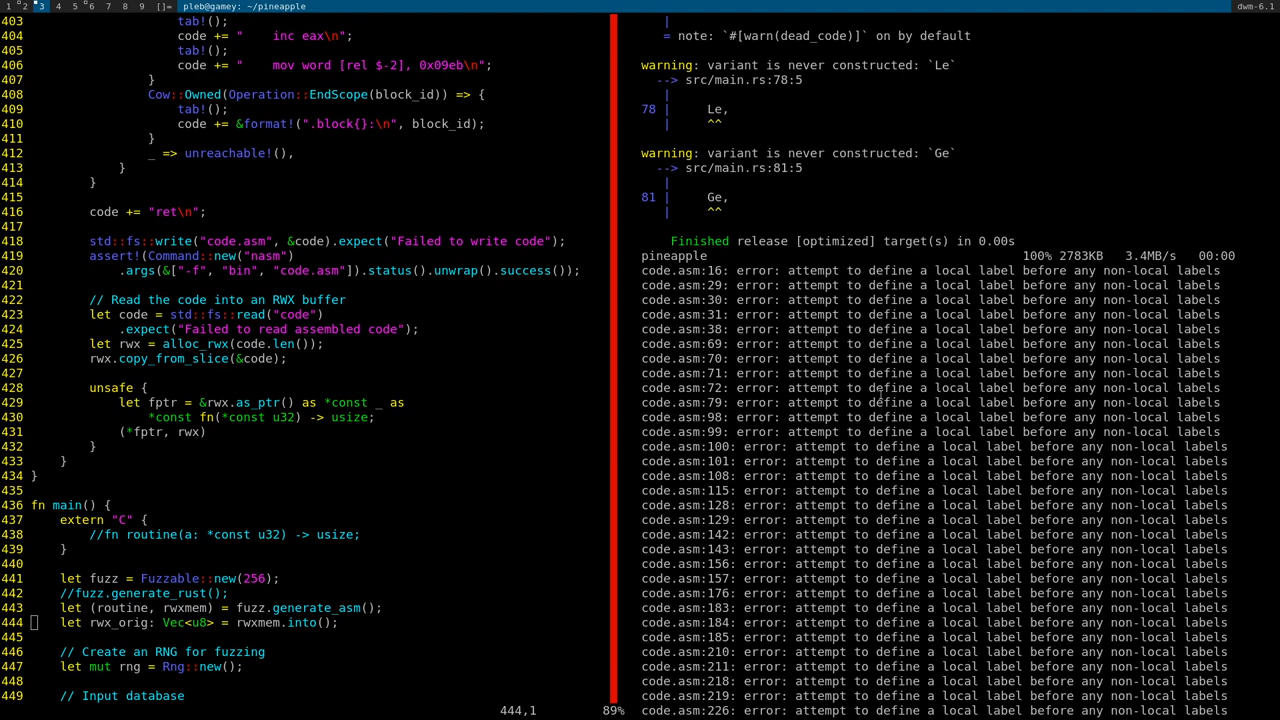 1 2 3 4 5 6 7 8 9 []= pleb@gamey: ~/pineapple dwm-6.1
403                     tab!();
404                     code += "    inc eax\n";
405                     tab!();
406                     code += "    mov word [rel $-2], 0x09eb\n";
407                 }
408                 Cow::Owned(Operation::EndScope(block_id)) => {
409                     tab!();
410                     code += &format!(".block{}:\n", block_id);
411                 }
412                 _ => unreachable!(),
413             }
414         }
415
416         code += "ret\n";
417
418         std::fs::write("code.asm", &code).expect("Failed to write code");
419         assert!(Command::new("nasm")
420             .args(&["-f", "bin", "code.asm"]).status().unwrap().success());
421
422         // Read the code into an RWX buffer
423         let code = std::fs::read("code")
424             .expect("Failed to read assembled code");
425         let rwx = alloc_rwx(code.len());
426         rwx.copy_from_slice(&code);
427
428         unsafe {
429             let fptr = &rwx.as_ptr() as *const _ as
430                 *const fn(*const u32) -> usize;
431             (*fptr, rwx)
432         }
433     }
434 }
435
436 fn main() {
437     extern "C" {
438         //fn routine(a: *const u32) -> usize;
439     }
440
441     let fuzz = Fuzzable::new(256);
442     //fuzz.generate_rust();
443     let (routine, rwxmem) = fuzz.generate_asm();
444     let rwx_orig: Vec<u8> = rwxmem.into();
445
446     // Create an RNG for fuzzing
447     let mut rng = Rng::new();
448
449     // Input database
444,1 89%
   |
   = note: `#[warn(dead_code)]` on by default
warning: variant is never constructed: `Le`
  --> src/main.rs:78:5
   |
78 |     Le,
   |     ^^
warning: variant is never constructed: `Ge`
  --> src/main.rs:81:5
   |
81 |     Ge,
   |     ^^
    Finished release [optimized] target(s) in 0.00s
pineapple 100% 2783KB 3.4MB/s 00:00
code.asm:16: error: attempt to define a local label before any non-local labels
code.asm:29: error: attempt to define a local label before any non-local labels
code.asm:30: error: attempt to define a local label before any non-local labels
code.asm:31: error: attempt to define a local label before any non-local labels
code.asm:38: error: attempt to define a local label before any non-local labels
code.asm:69: error: attempt to define a local label before any non-local labels
code.asm:70: error: attempt to define a local label before any non-local labels
code.asm:71: error: attempt to define a local label before any non-local labels
code.asm:72: error: attempt to define a local label before any non-local labels
code.asm:79: error: attempt to define a local label before any non-local labels
code.asm:98: error: attempt to define a local label before any non-local labels
code.asm:99: error: attempt to define a local label before any non-local labels
code.asm:100: error: attempt to define a local label before any non-local labels
code.asm:101: error: attempt to define a local label before any non-local labels
code.asm:108: error: attempt to define a local label before any non-local labels
code.asm:115: error: attempt to define a local label before any non-local labels
code.asm:128: error: attempt to define a local label before any non-local labels
code.asm:129: error: attempt to define a local label before any non-local labels
code.asm:142: error: attempt to define a local label before any non-local labels
code.asm:143: error: attempt to define a local label before any non-local labels
code.asm:156: error: attempt to define a local label before any non-local labels
code.asm:157: error: attempt to define a local label before any non-local labels
code.asm:176: error: attempt to define a local label before any non-local labels
code.asm:183: error: attempt to define a local label before any non-local labels
code.asm:184: error: attempt to define a local label before any non-local labels
code.asm:185: error: attempt to define a local label before any non-local labels
code.asm:210: error: attempt to define a local label before any non-local labels
code.asm:211: error: attempt to define a local label before any non-local labels
code.asm:218: error: attempt to define a local label before any non-local labels
code.asm:219: error: attempt to define a local label before any non-local labels
code.asm:226: error: attempt to define a local label before any non-local labels